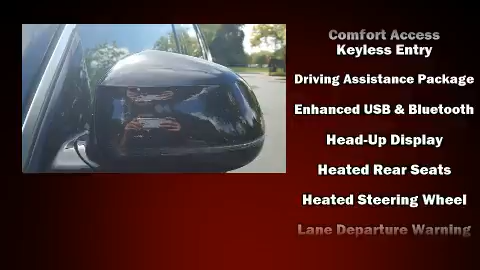 Comfort Access
Keyless Entry
Driving Assistance Package
Enhanced USB & Bluetooth
Head-Up Display
Heated Rear Seats
Heated Steering Wheel
Lane Departure Warning